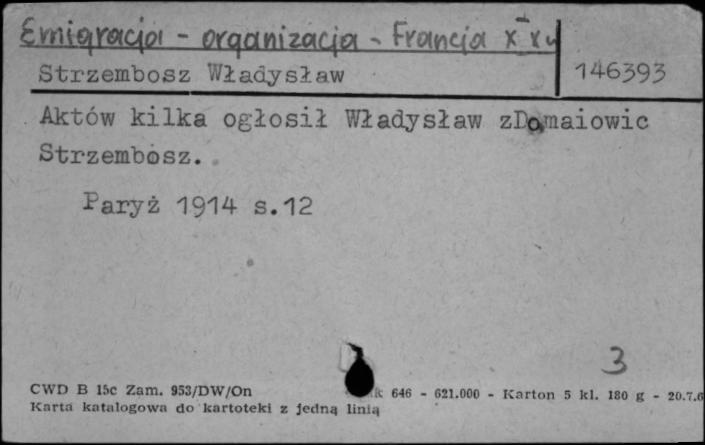 Emigracja - organizacja - Francja X
Strzembosz Władysław
146393
Aktów kilka ogłosił Władysław zDomaiowic
Strzembosz.
Paryż 1914 s.12
3
CWD B 15c Zam. 953/DW/On 646 - 621.000 - Karton 5 kl. 180 g - 20.7.6
Karta katalogowa do kartoteki z jedną linią